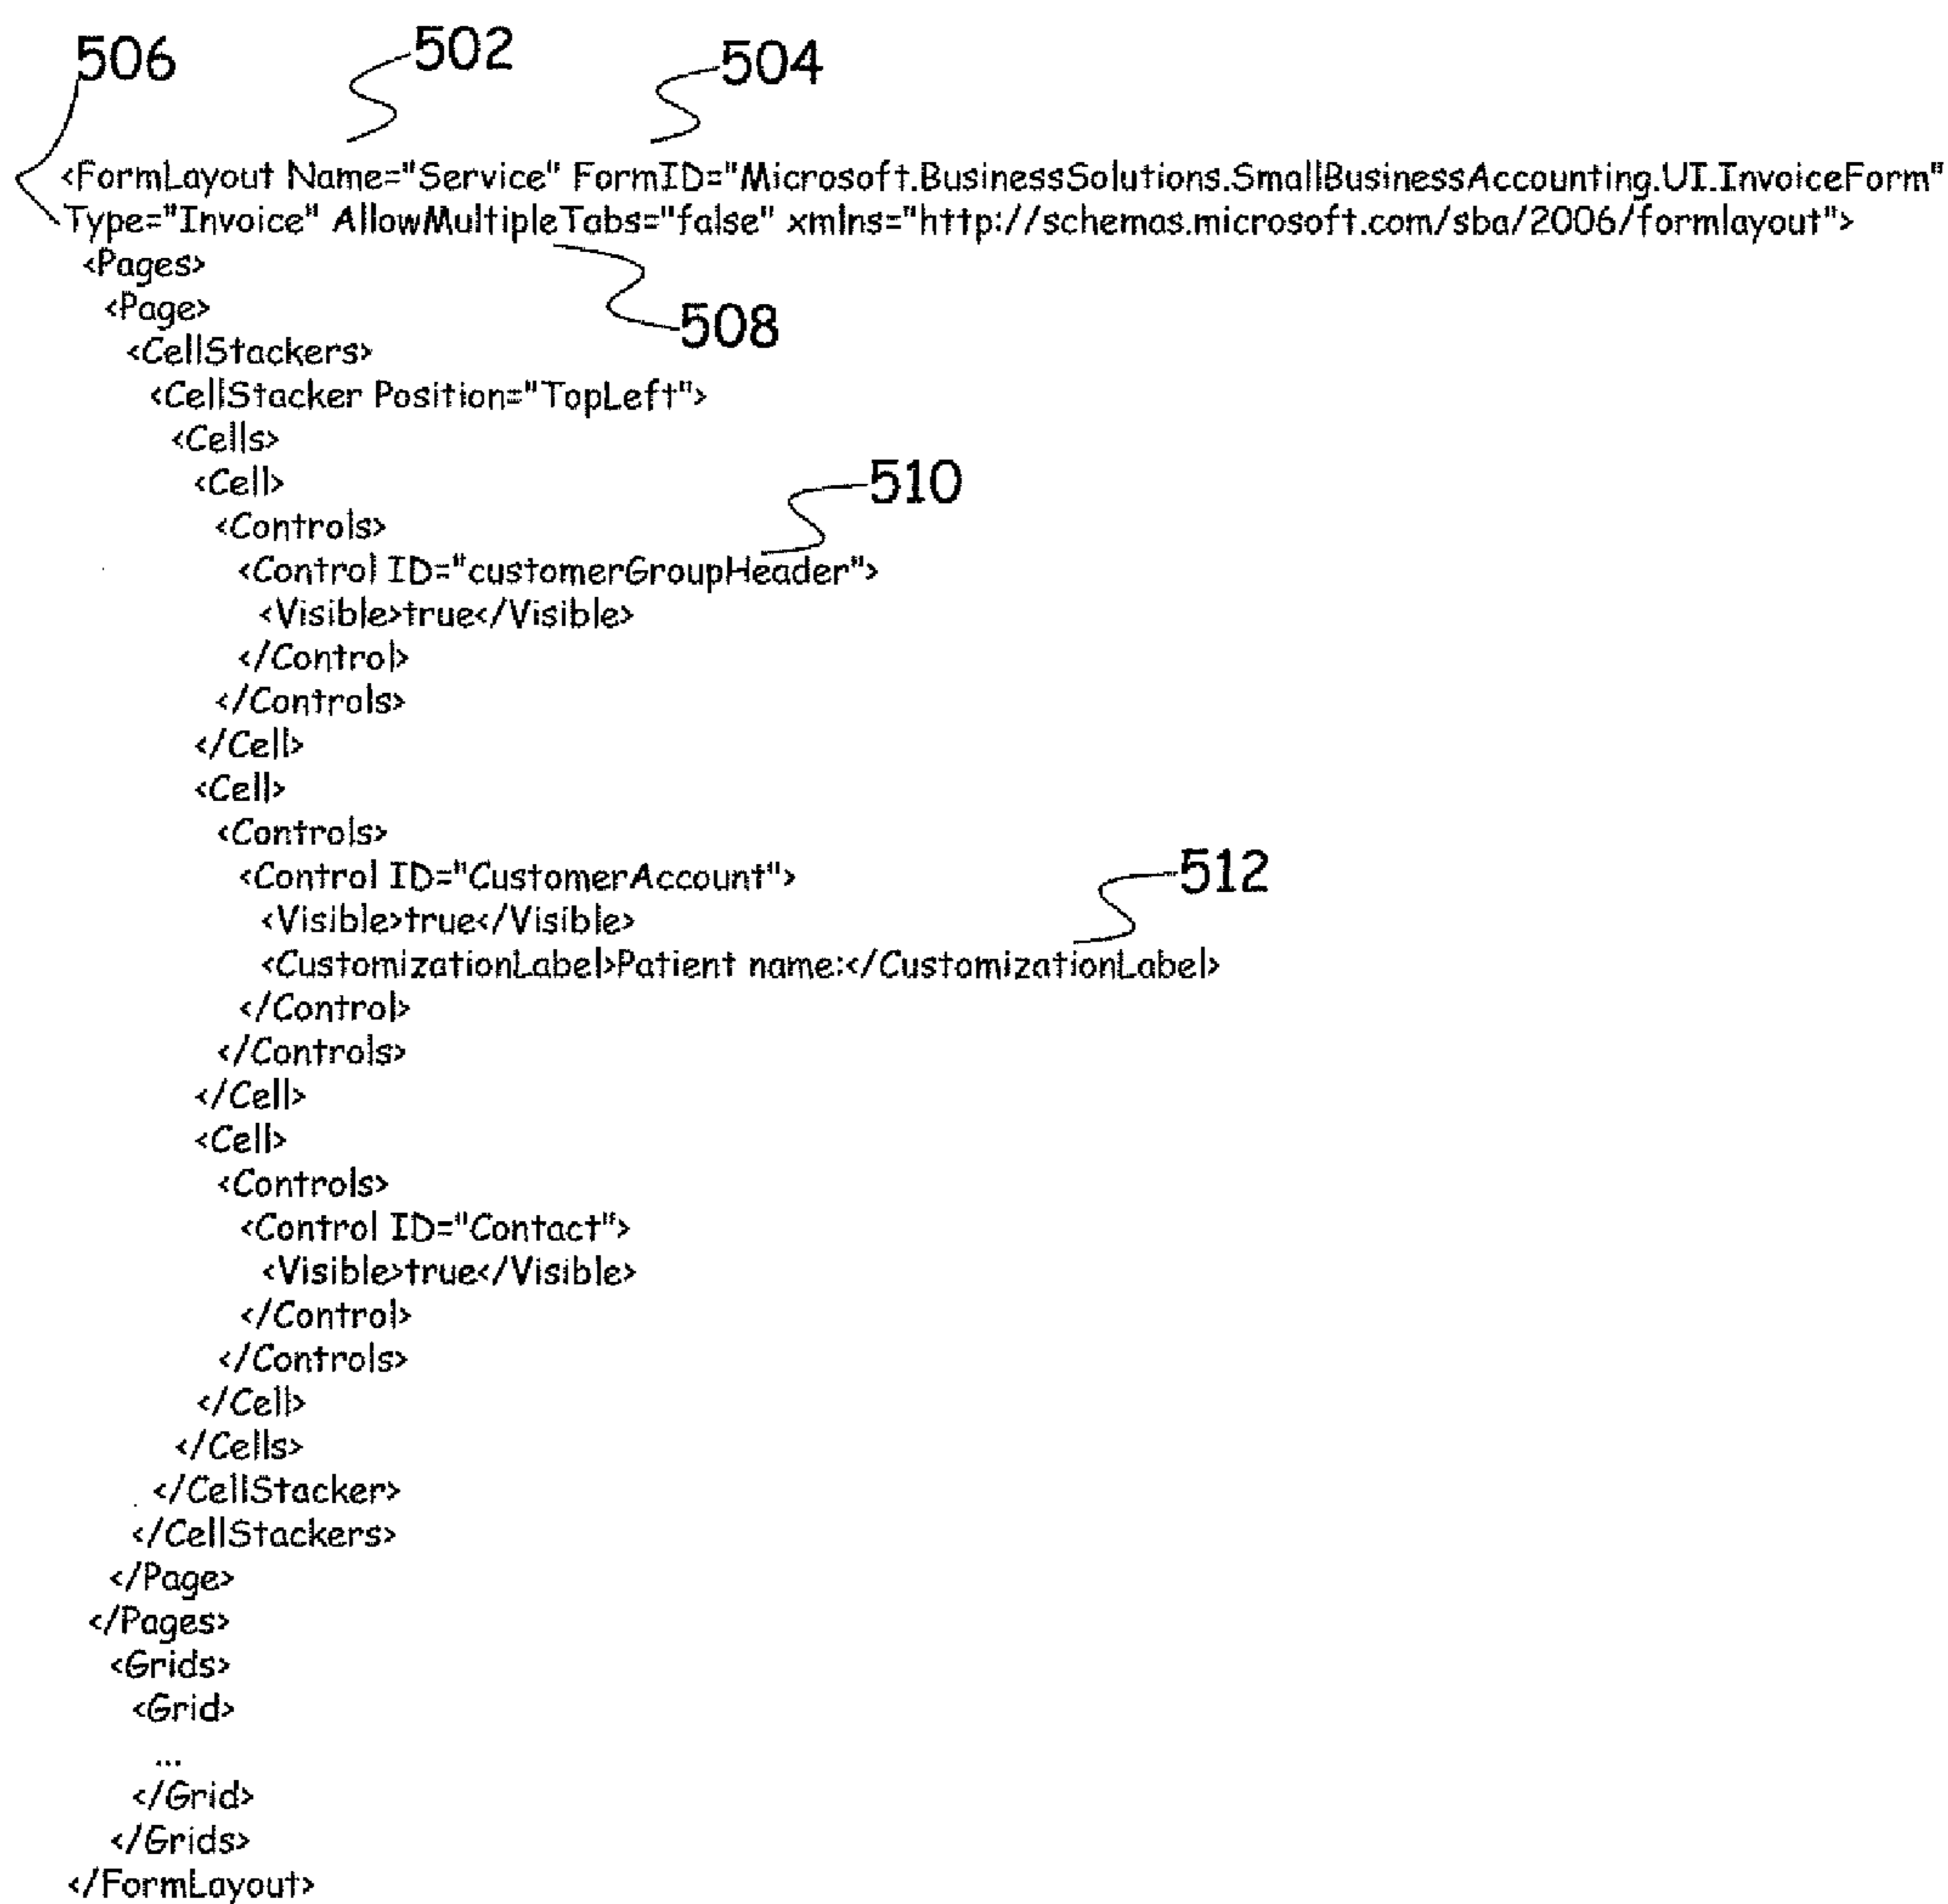 506 502 504
<FormLayout Name="Service" FormID="Microsoft.BusinessSolutions.SmallBusinessAccounting.UI.InvoiceForm"
Type="Invoice" AllowMultipleTabs="false" xmlns="http://schemas.microsoft.com/sba/2006/formlayout">
<Pages>
<Page>
508
<CellStackers>
<CellStacker Position="TopLeft">
<Cells>
<Cell>
510
<Controls>
<Control ID="customerGroupHeader">
<Visible>true</Visible>
</Control>
</Controls>
</Cell>
<Cell>
<Controls>
<Control ID="CustomerAccount">
512
<Visible>true</Visible>
<CustomizationLabel>Patient name:</CustomizationLabel>
</Control>
</Controls>
</Cell>
<Cell>
<Controls>
<Control ID="Contact">
<Visible>true</Visible>
</Control>
</Controls>
</Cell>
</Cells>
</CellStacker>
</CellStackers>
</Page>
</Pages>
<Grids>
<Grid>
...
</Grid>
</Grids>
</FormLayout>